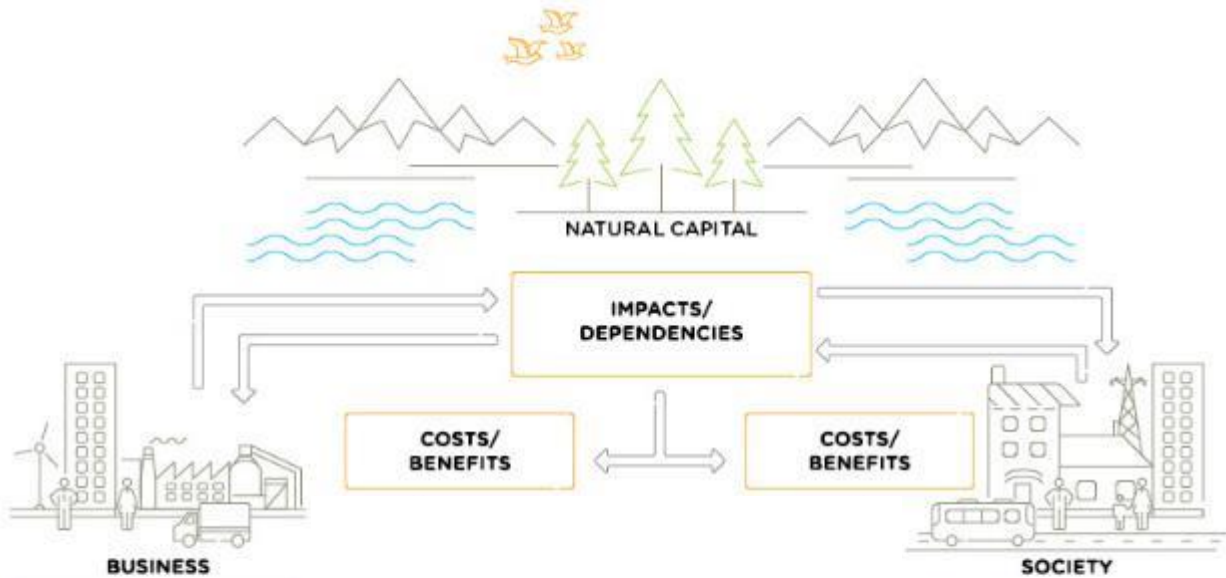 NATURAL CAPITAL
IMPACTS/
DEPENDENCIES
COSTS/
BENEFITS
COSTS/
BENEFITS
BUSINESS
SOCIETY